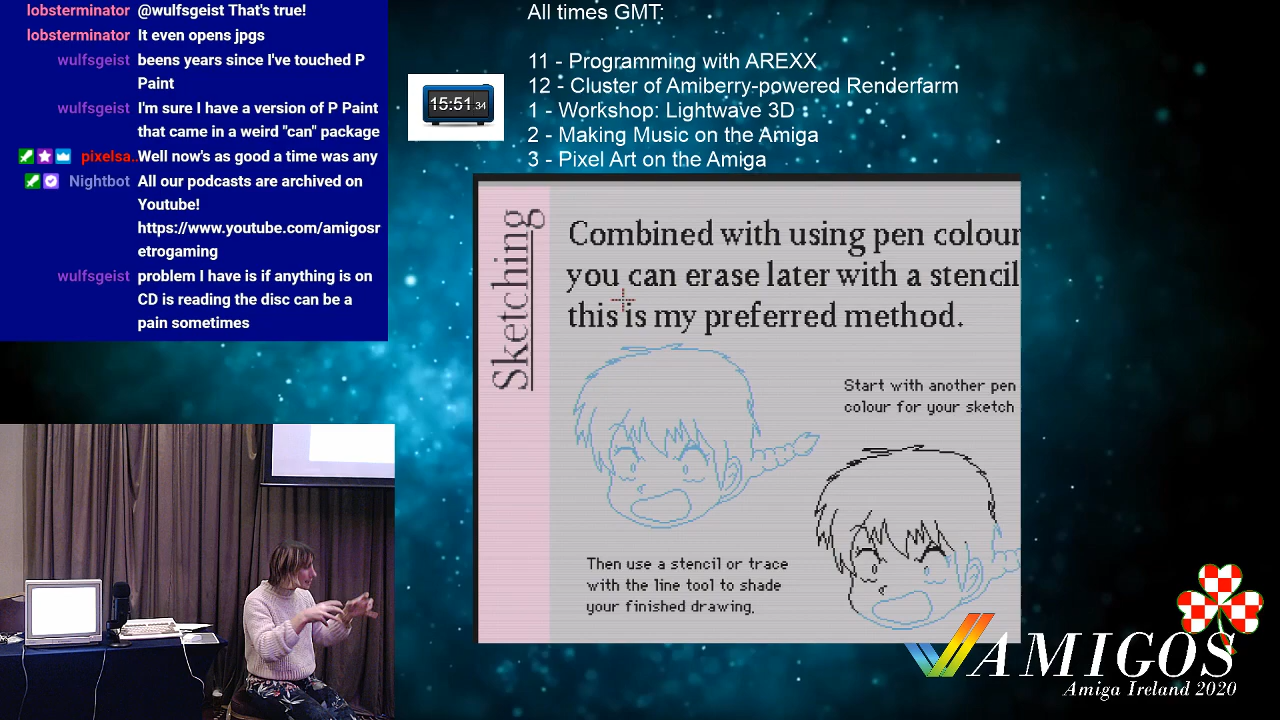 lobsterminator @wulfsgeist That's true!
lobsterminator It even opens jpgs
wulfsgeist beens years since I've touched P
Paint
wulfsgeist I'm sure I have a version of P Paint
that came in a weird "can" package
pixelsa.. Well now's as good a time was any
Nightbot All our podcasts are archived on
Youtube!
https://www.youtube.com/amigosr
etrogaming
wulfsgeist problem I have is if anything is on
CD is reading the disc can be a
pain sometimes
All times GMT:
11 - Programming with AREXX
12 - Cluster of Amiberry-powered Renderfarm
1 - Workshop: Lightwave 3D
2 - Making Music on the Amiga
3 - Pixel Art on the Amiga
15:51 34
Sketching
Combined with using pen colour
you can erase later with a stencil
this is my preferred method.
Start with another pen
colour for your sketch
Then use a stencil or trace
with the line tool to shade
your finished drawing.
AMIGOS
Amiga Ireland 2020